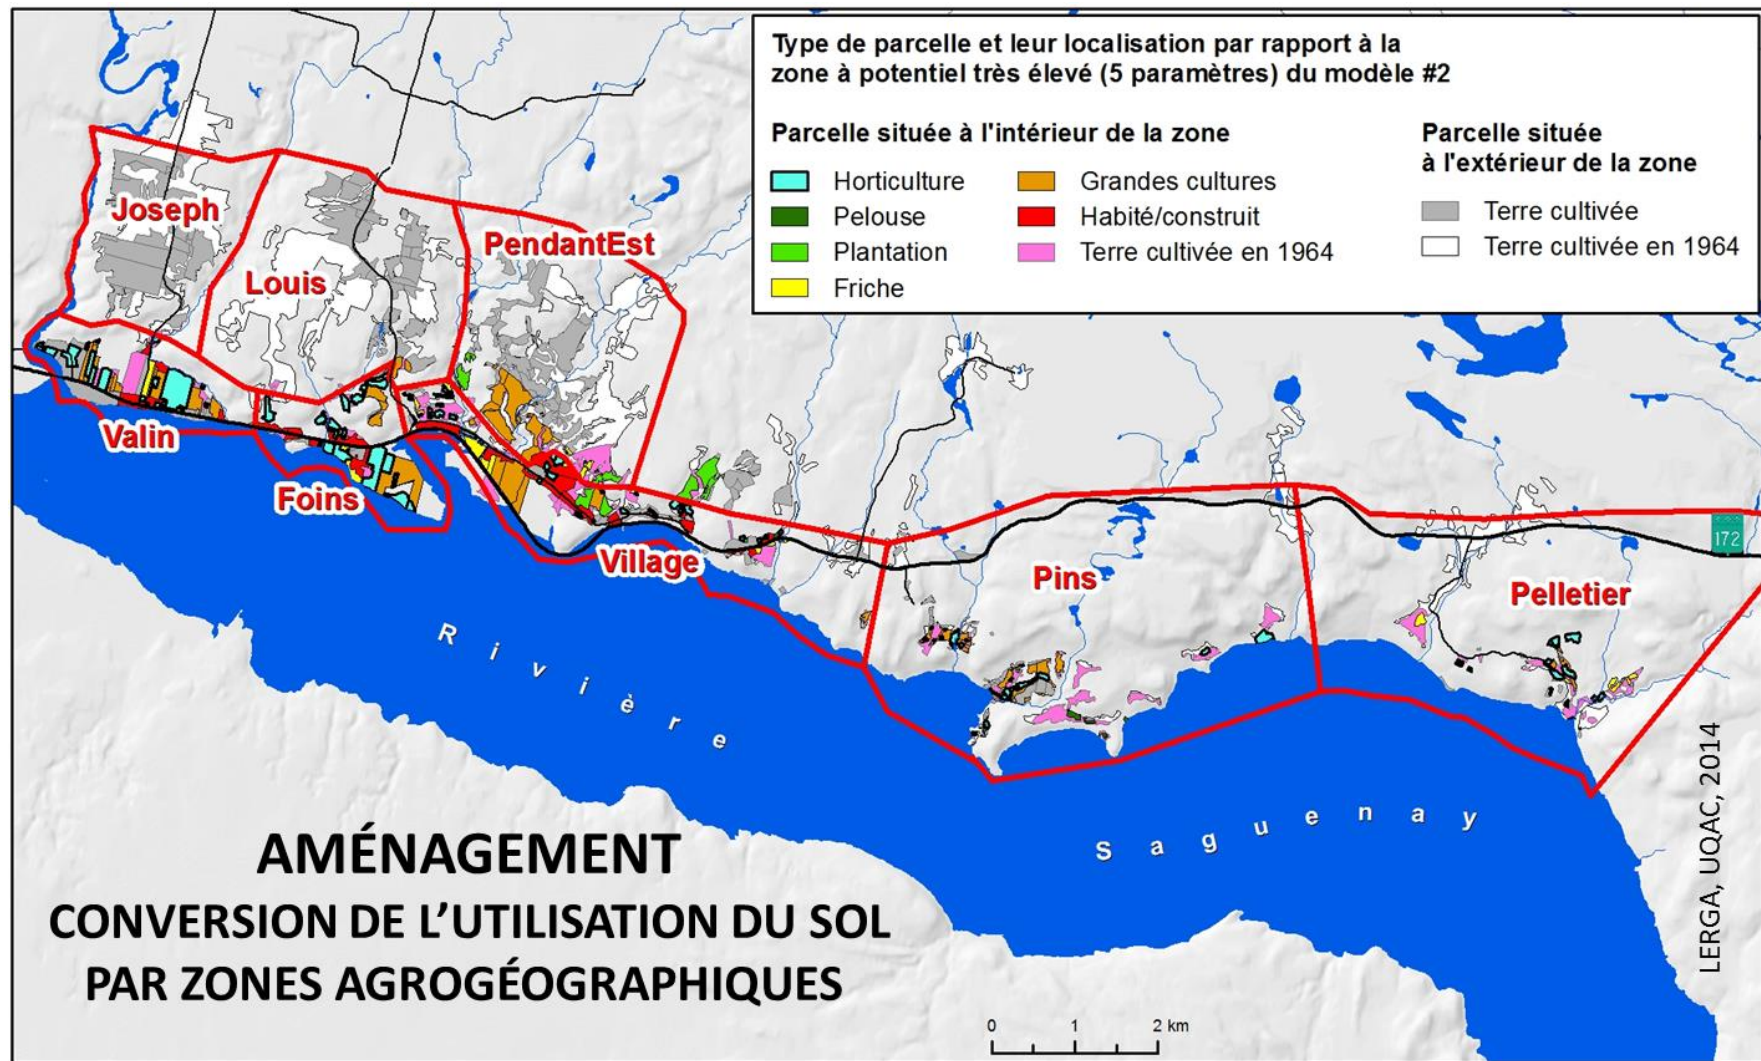 Type de parcelle et leur localisation par rapport à la
zone à potentiel très élevé (5 paramètres) du modèle #2
Parcelle située à l'intérieur de la zone
Horticulture
Pelouse
Plantation
Friche
Grandes cultures
Habité/construit
Terre cultivée en 1964
Parcelle située
à l'extérieur de la zone
Terre cultivée
Terre cultivée en 1964
Joseph
Louis
PendantEst
Valin
Foins
Village
Pins
Pelletier
172
Rivière
Saguenay
AMÉNAGEMENT
CONVERSION DE L’UTILISATION DU SOL
PAR ZONES AGROGÉOGRAPHIQUES
0 1 2 km
LERGA, UQAC, 2014